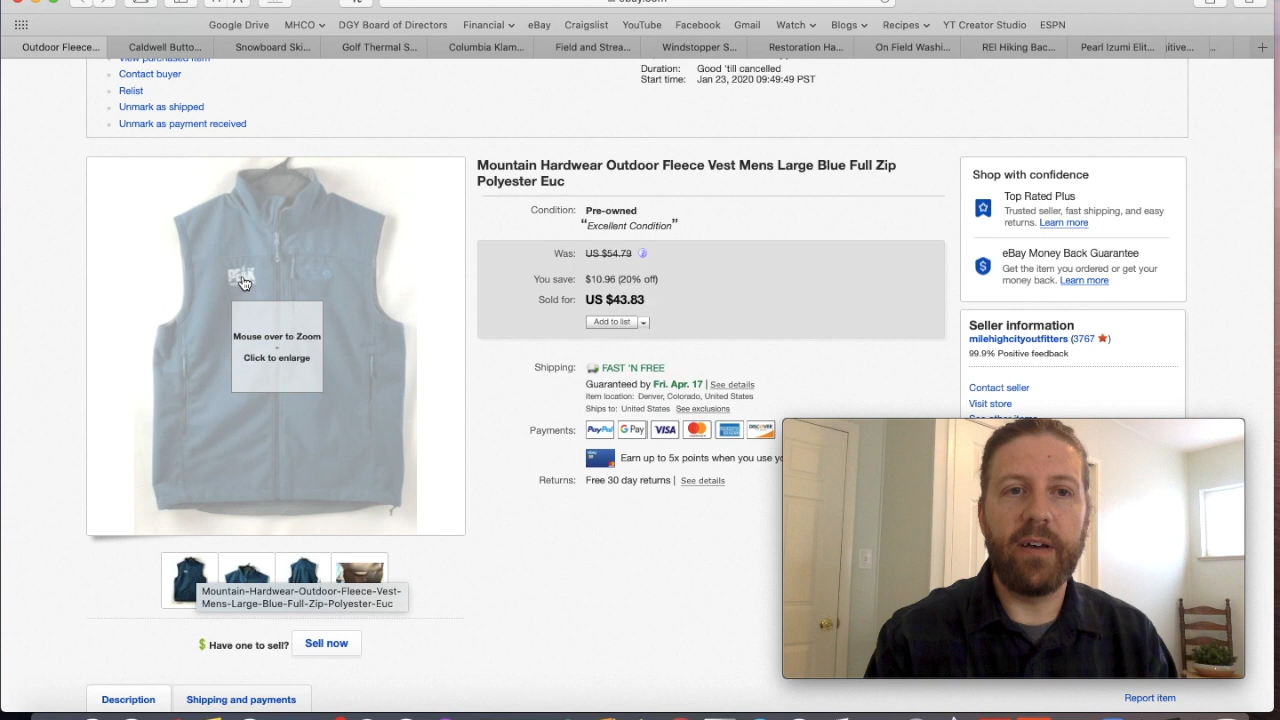 ebay.com
Google Drive MHCO DGY Board of Directors Financial eBay Craigslist YouTube Facebook Gmail Watch Blogs Recipes YT Creator Studio ESPN
Outdoor Fleece... Caldwell Butto... Snowboard Ski... Golf Thermal S... Columbia Klam... Field and Strea... Windstopper S... Restoration Ha... On Field Washi... REI Hiking Bac... Pearl Izumi Elit...
View purchased item
Contact buyer
Relist
Unmark as shipped
Unmark as payment received
Duration: Good 'till cancelled
Start time: Jan 23, 2020 09:49:49 PST
PEAK
Mouse over to Zoom
-
Click to enlarge
Mountain-Hardwear-Outdoor-Fleece-Vest-
Mens-Large-Blue-Full-Zip-Polyester-Euc
Have one to sell? Sell now
Mountain Hardwear Outdoor Fleece Vest Mens Large Blue Full Zip
Polyester Euc
Condition: Pre-owned
“Excellent Condition”
Was: US $54.79
You save: $10.96 (20% off)
Sold for: US $43.83
Add to list
Shipping: FAST 'N FREE
Guaranteed by Fri. Apr. 17 | See details
Item location: Denver, Colorado, United States
Ships to: United States See exclusions
Payments: PayPal G Pay VISA DISCOVER
Earn up to 5x points when you use yo
Returns: Free 30 day returns | See details
Shop with confidence
Top Rated Plus
Trusted seller, fast shipping, and easy
returns. Learn more
eBay Money Back Guarantee
Get the item you ordered or get your
money back. Learn more
Seller information
milehighcityoutfitters (3767)
99.9% Positive feedback
Contact seller
Visit store
See other items
Description Shipping and payments
Report item